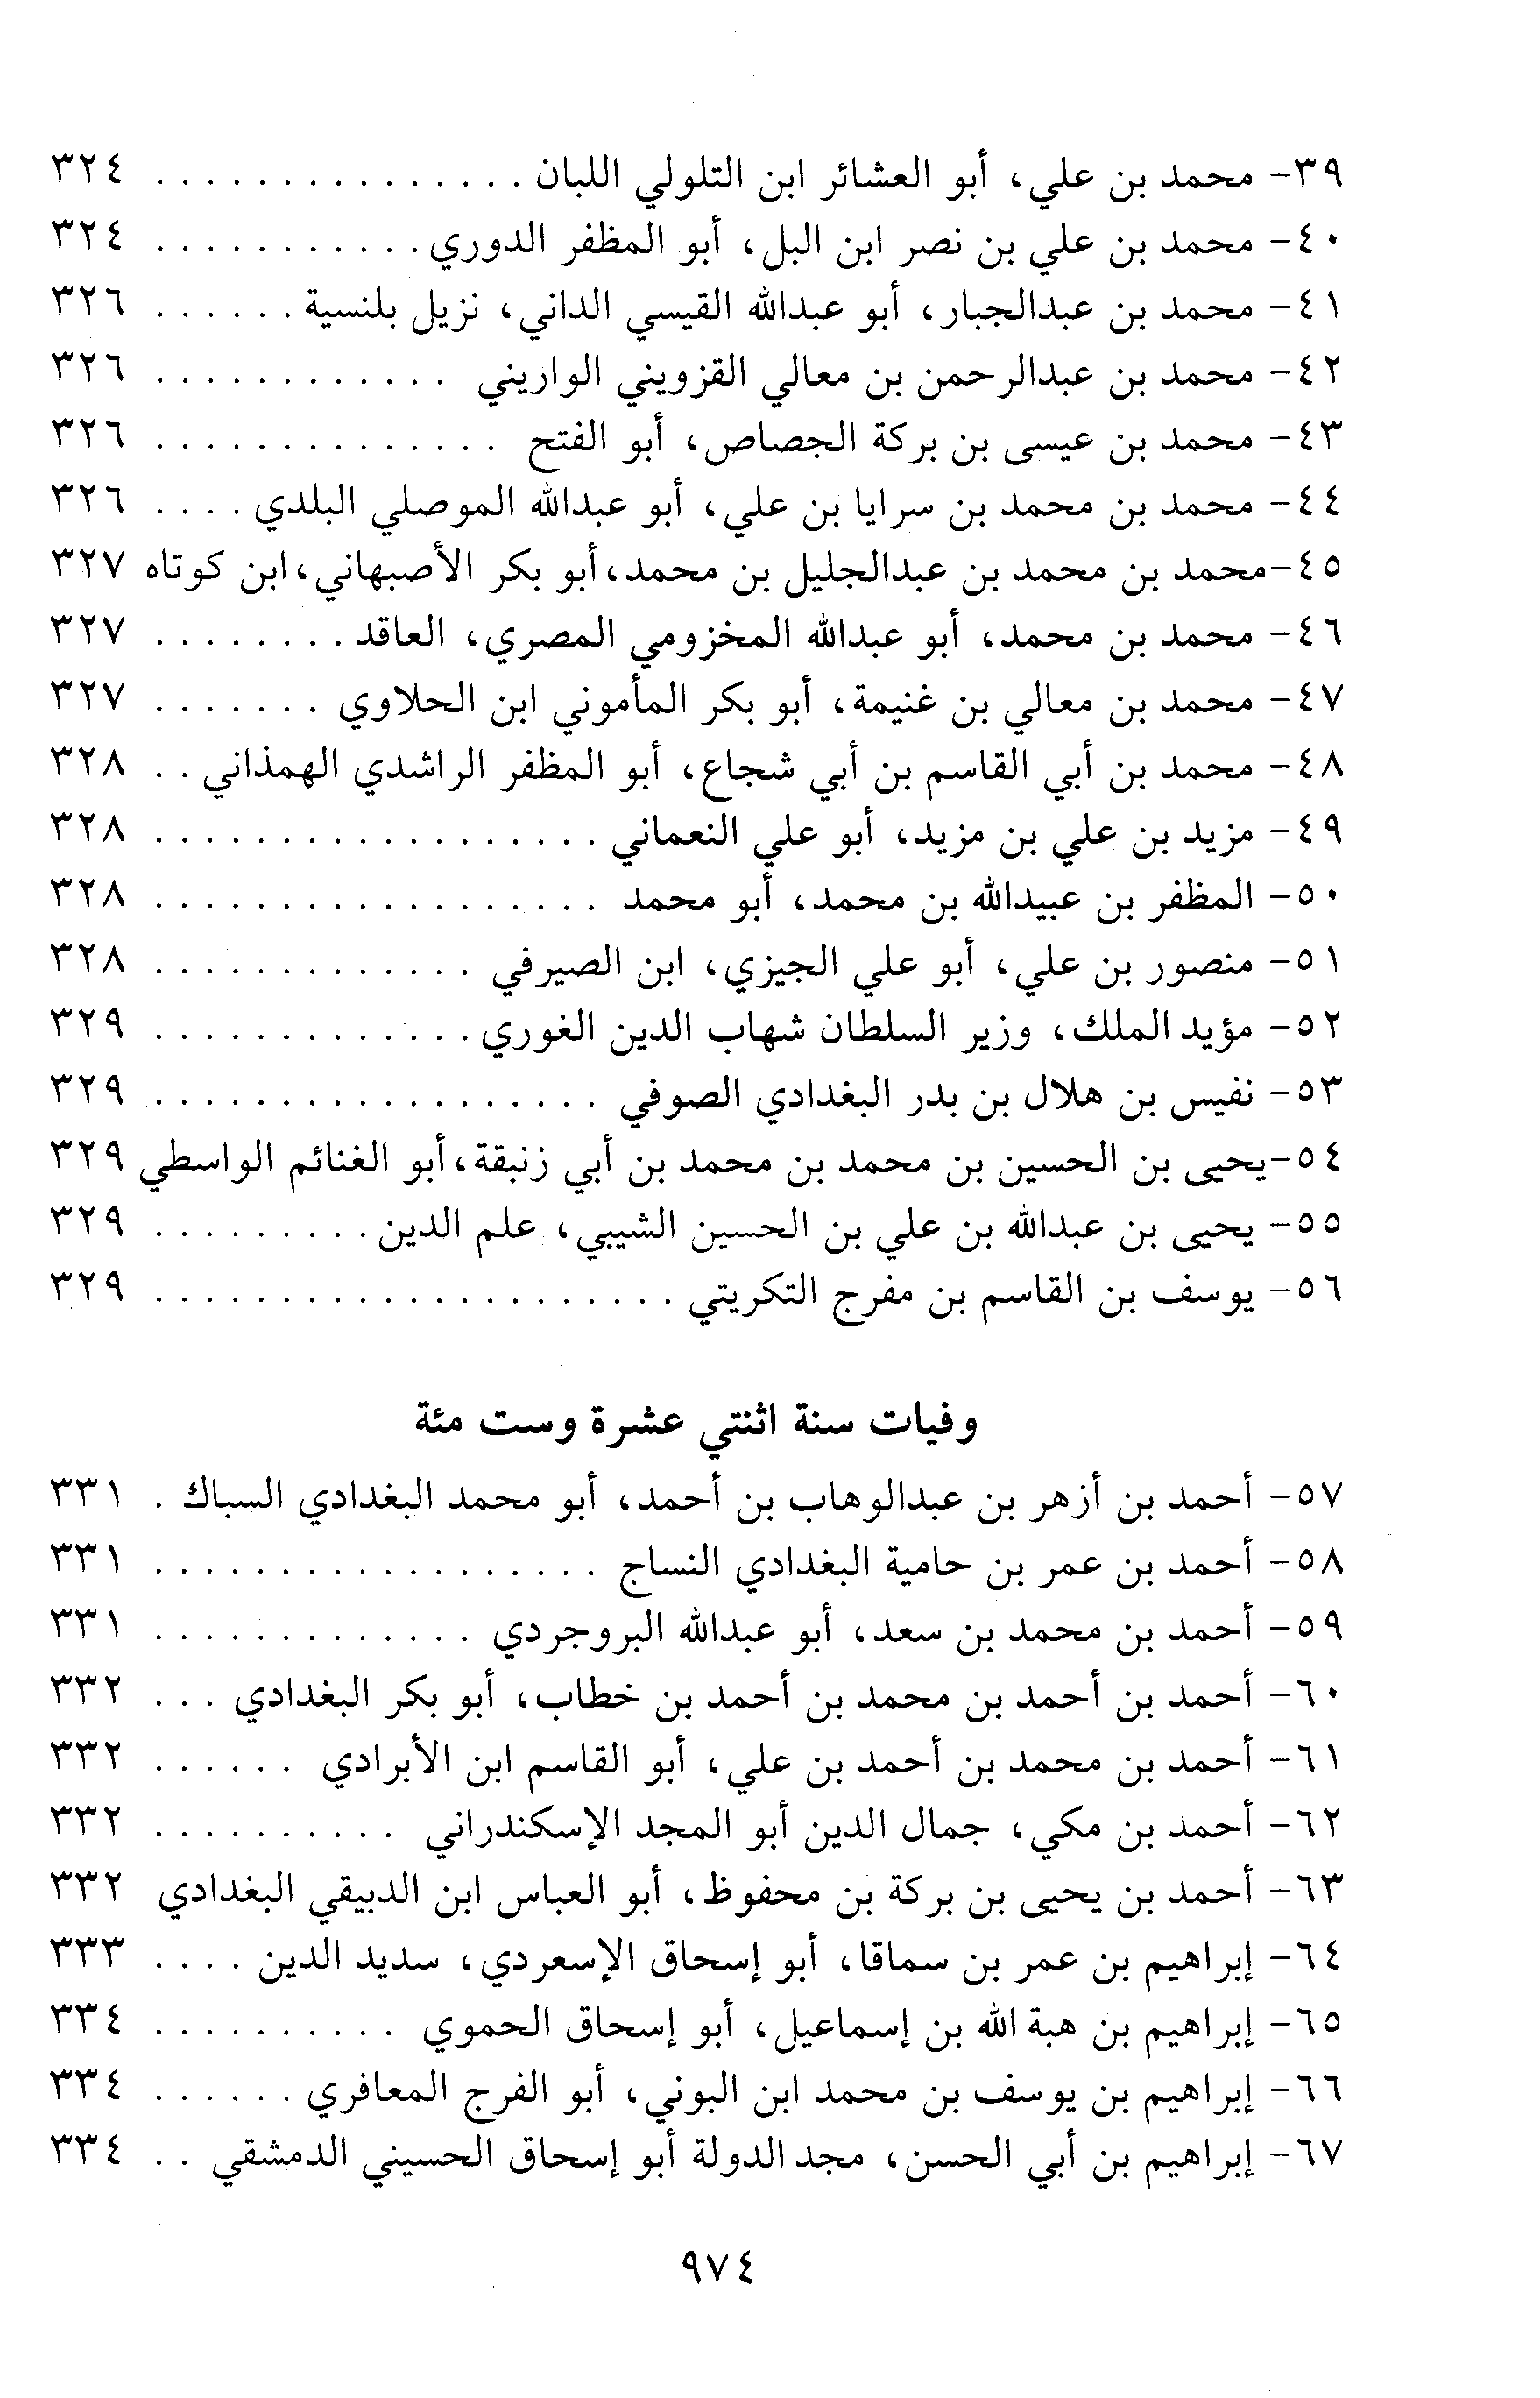 ٣٩- محمد بن علي، أبو العشائر ابن التلولي اللبان . . . . . . . . . . . . . . . ٣٢٤
٤٠- محمد بن علي بن نصر ابن البل، أبو المظفر الدوري . . . . . . . . . . . ٣٢٤
٤١- محمد بن عبدالجبار، أبو عبدالله القيسي الداني، نزيل بلنسية . . . . . . ٣٢٦
٤٢- محمد بن عبدالرحمن بن معالي القزويني الواريني . . . . . . . . . . . . ٣٢٦
٤٣- محمد بن عيسى بن بركة الجصاص، أبو الفتح . . . . . . . . . . . . . . ٣٢٦
٤٤- محمد بن محمد بن سرايا بن علي، أبو عبدالله الموصلي البلدي . . . . ٣٢٦
٤٥-محمد بن محمد بن عبدالجليل بن محمد،أبو بكر الأصبهاني،ابن كوتاه ٣٢٧
٤٦- محمد بن محمد، أبو عبدالله المخزومي المصري، العاقد . . . . . . . . ٣٢٧
٤٧- محمد بن معالي بن غنيمة، أبو بكر المأموني ابن الحلاوي . . . . . . . ٣٢٧
٤٨- محمد بن أبي القاسم بن أبي شجاع، أبو المظفر الراشدي الهمذاني . . ٣٢٨
٤٩- مزيد بن علي بن مزيد، أبو علي النعماني . . . . . . . . . . . . . . . . . . ٣٢٨
٥٠- المظفر بن عبيدالله بن محمد، أبو محمد . . . . . . . . . . . . . . . . . . ٣٢٨
٥١- منصور بن علي، أبو علي الجيزي، ابن الصيرفي . . . . . . . . . . . . . ٣٢٨
٥٢- مؤيد الملك، وزير السلطان شهاب الدين الغوري . . . . . . . . . . . . . ٣٢٩
٥٣- نفيس بن هلال بن بدر البغدادي الصوفي . . . . . . . . . . . . . . . . . . ٣٢٩
٥٤-يحيى بن الحسين بن محمد بن محمد بن أبي زنبقة،أبو الغنائم الواسطي ٣٢٩
٥٥- يحيى بن عبدالله بن علي بن الحسين الشيبي، علم الدين . . . . . . . . . ٣٢٩
٥٦- يوسف بن القاسم بن مفرج التكريتي . . . . . . . . . . . . . . . . . . . . . ٣٢٩
وفيات سنة اثنتي عشرة وست مئة
٥٧- أحمد بن أزهر بن عبدالوهاب بن أحمد، أبو محمد البغدادي السباك . ٣٣١
٥٨- أحمد بن عمر بن حامية البغدادي النساج . . . . . . . . . . . . . . . . . . ٣٣١
٥٩- أحمد بن محمد بن سعد، أبو عبدالله البروجردي . . . . . . . . . . . . . ٣٣١
٦٠- أحمد بن أحمد بن محمد بن أحمد بن خطاب، أبو بكر البغدادي . . . ٣٣٢
٦١- أحمد بن محمد بن أحمد بن علي، أبو القاسم ابن الأبرادي . . . . . . ٣٣٢
٦٢- أحمد بن مكي، جمال الدين أبو المجد الإسكندراني . . . . . . . . . . ٣٣٢
٦٣- أحمد بن يحيى بن بركة بن محفوظ، أبو العباس ابن الدبيقي البغدادي ٣٣٢
٦٤- إبراهيم بن عمر بن سماقا، أبو إسحاق الإسعردي، سديد الدين . . . . ٣٣٣
٦٥- إبراهيم بن هبة الله بن إسماعيل، أبو إسحاق الحموي . . . . . . . . . . ٣٣٤
٦٦- إبراهيم بن يوسف بن محمد ابن البوني، أبو الفرج المعافري . . . . . . ٣٣٤
٦٧- إبراهيم بن أبي الحسن، مجد الدولة أبو إسحاق الحسيني الدمشقي . . ٣٣٤
٩٧٤